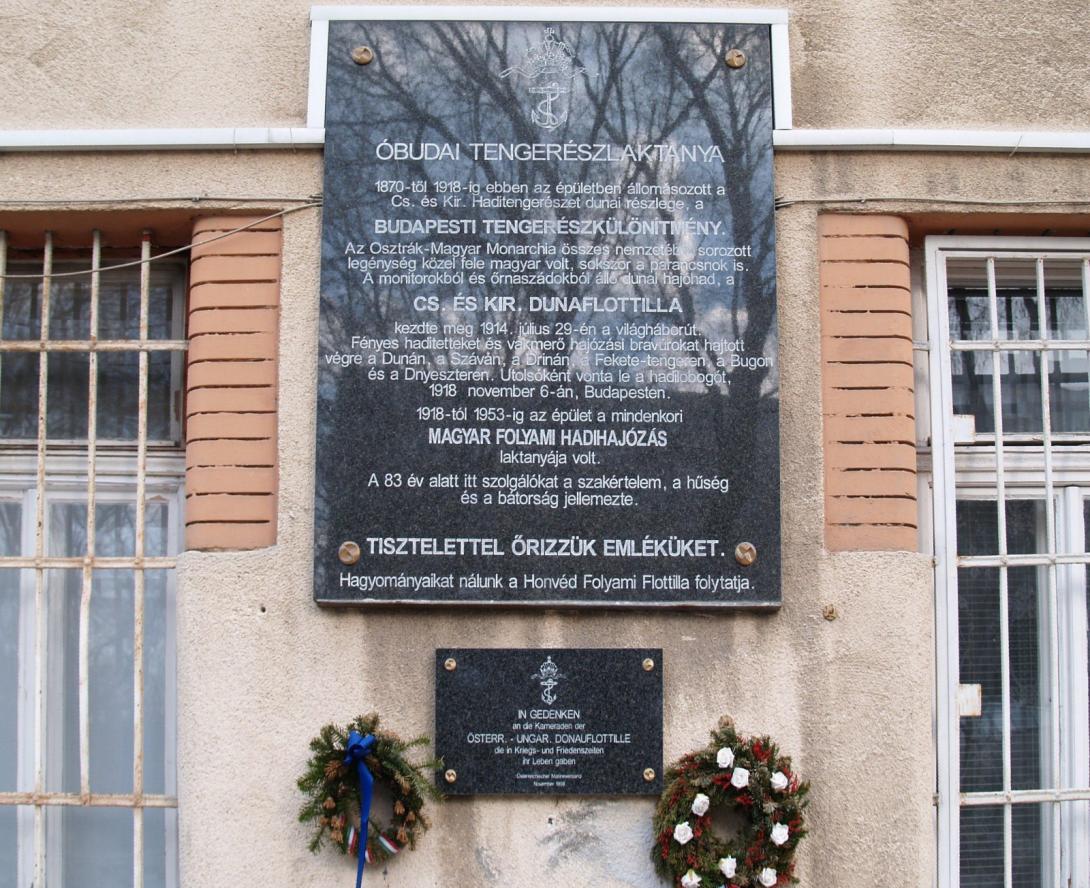 ÓBUDAI TENGERÉSZLAKTANYA
1870-től 1918-ig ebben az épületben állomásozott a
Cs. és Kir. Haditengerészet dunai részlege, a
BUDAPESTI TENGERÉSZKÜLÖNÍTMÉNY.
Az Osztrák-Magyar Monarchia összes nemzetéből sorozott
legénység közel fele magyar volt, sokszor a parancsnok is.
A monitorokból és őrnaszádokból álló dunai hajóhad, a
CS. ÉS KIR. DUNAFLOTTILLA
kezdte meg 1914. július 29-én a világháborút.
Fényes haditetteket és vakmerő hajózási bravúrokat hajtott
végre a Dunán, a Száván, a Drinán, a Fekete-tengeren, a Bugon
és a Dnyeszteren. Utolsóként vonta le a hadilobogót,
1918 november 6-án, Budapesten.
1918-tól 1953-ig az épület a mindenkori
MAGYAR FOLYAMI HADIHAJÓZÁS
laktanyája volt.
A 83 év alatt itt szolgálókat a szakértelem, a hűség
és a bátorság jellemezte.
TISZTELETTEL ŐRIZZÜK EMLÉKÜKET.
Hagyományaikat nálunk a Honvéd Folyami Flottilla folytatja.
IN GEDENKEN
an die Kameraden der
ÖSTERR. - UNGAR. DONAUFLOTTILLE
die in Kriegs- und Friedenszeiten
ihr Leben gaben
Österreichischer Marineverband
November